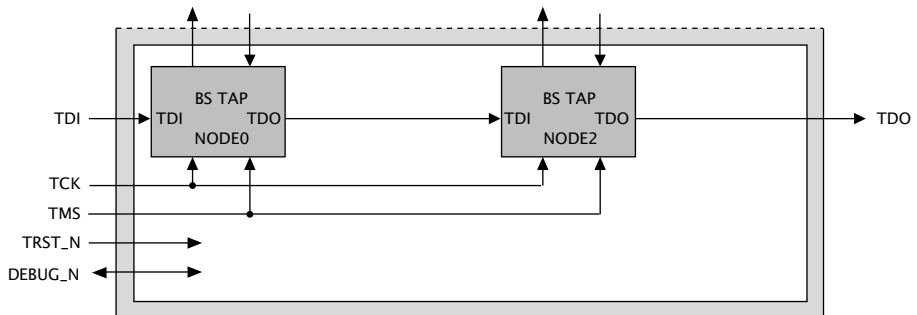 BS TAP
TDI TDO
NODE0
BS TAP
TDI TDO
NODE2
TDI
TDO
TCK
TMS
TRST_N
DEBUG_N